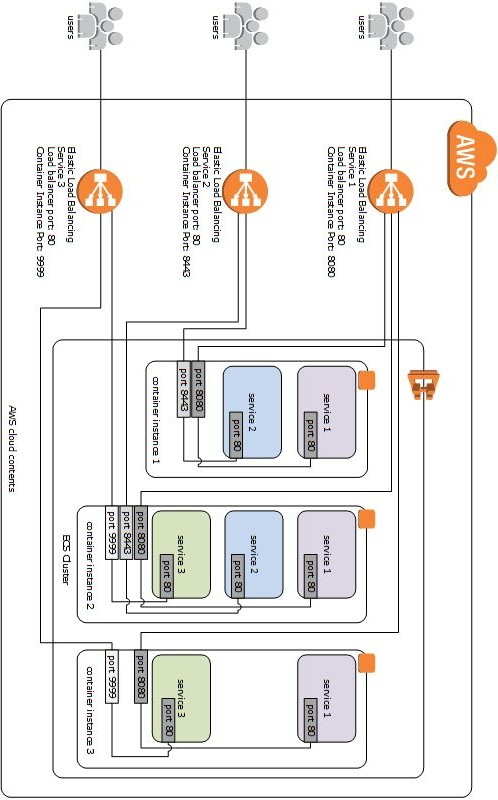 AWS
users
Elastic Load Balancing
Service 1
Load balancer port: 80
Container Instance Port: 8080
users
Elastic Load Balancing
Service 2
Load balancer port: 80
Container Instance Port: 8443
users
Elastic Load Balancing
Service 3
Load balancer port: 80
Container Instance Port: 9999
service 1
port 80
service 2
port 80
port 8080
port 8443
container instance 1
service 1
port 80
service 2
port 80
service 3
port 80
port 8080
port 8443
port 9999
container instance 2
service 1
port 80
service 3
port 80
port 8080
port 9999
container instance 3
ECS Cluster
AWS cloud contents